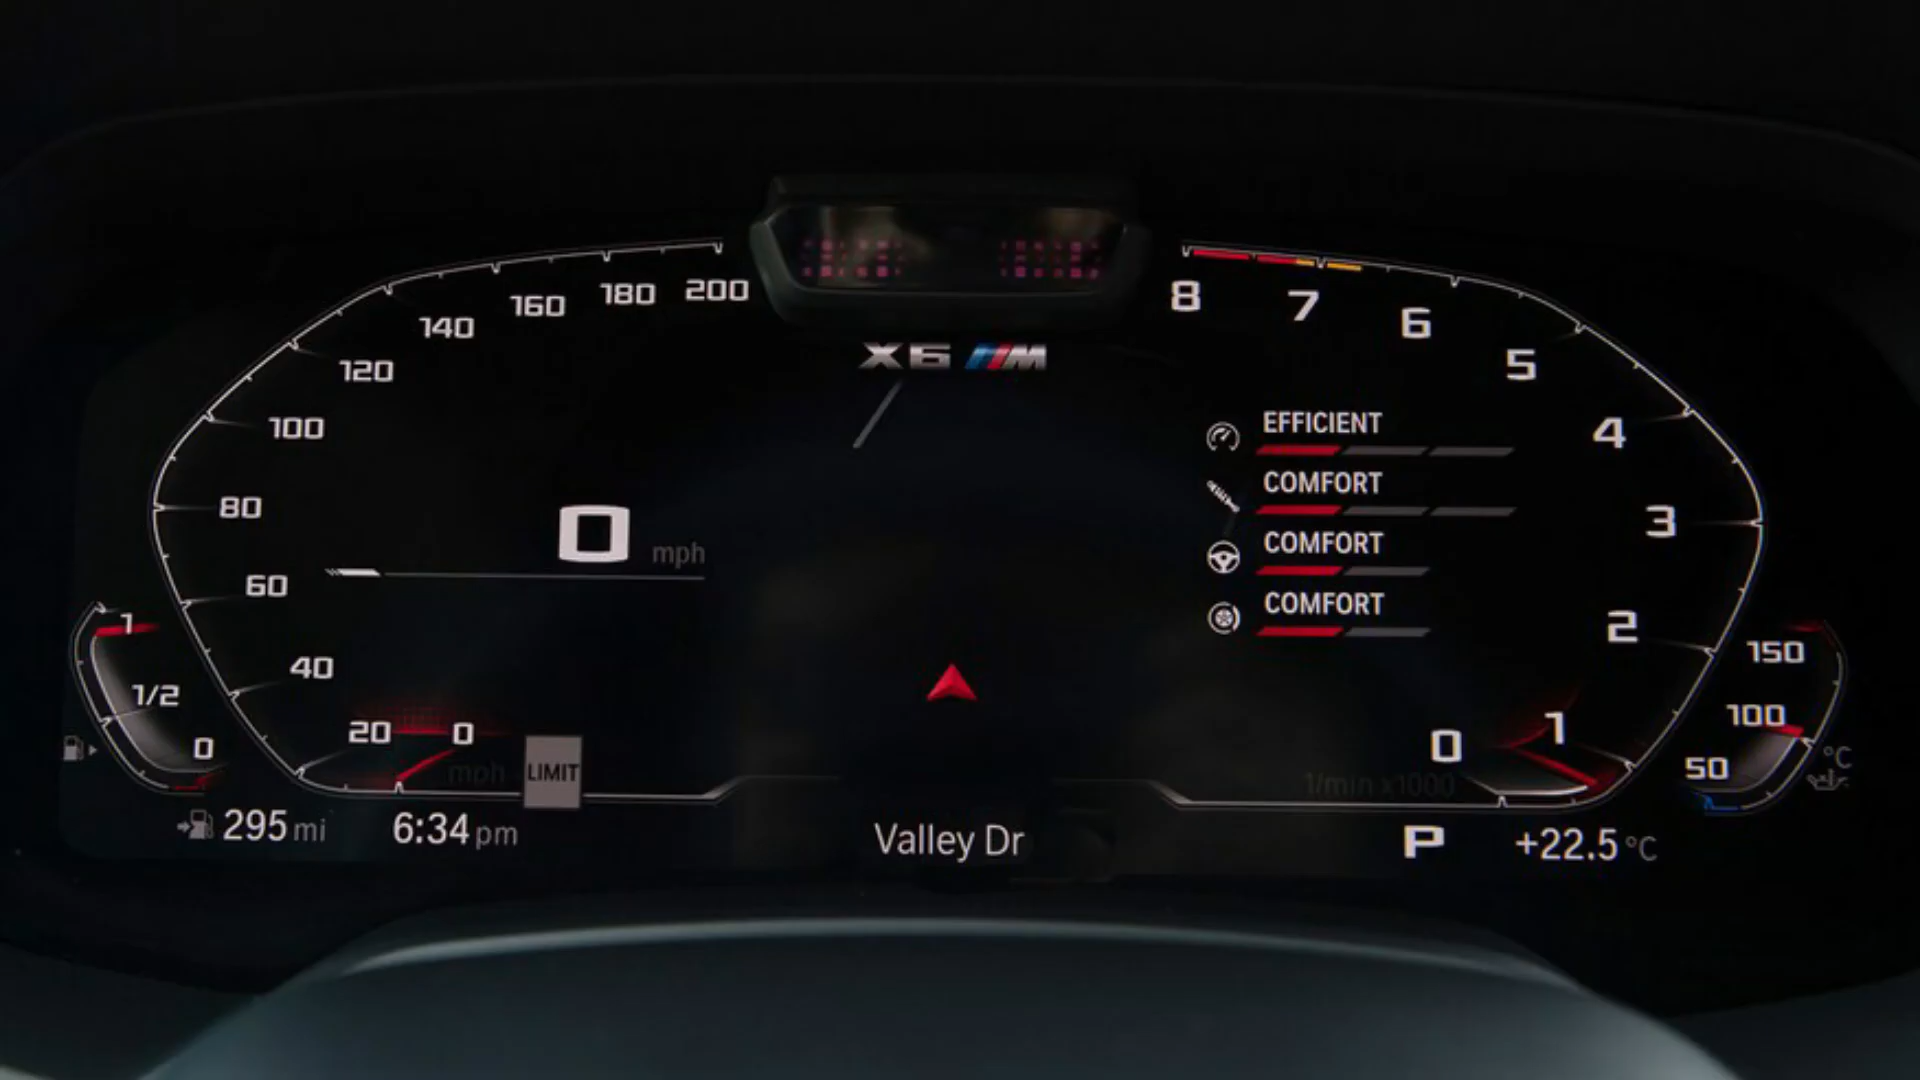 X6 M
200
180
160
140
120
100
80
60
40
20
0
mph
0 mph
LIMIT
1
1/2
0
295 mi
6:34 pm
Valley Dr
EFFICIENT
COMFORT
COMFORT
COMFORT
8
7
6
5
4
3
2
1
0
1/min x1000
150
100
50
°C
P
+22.5 °C